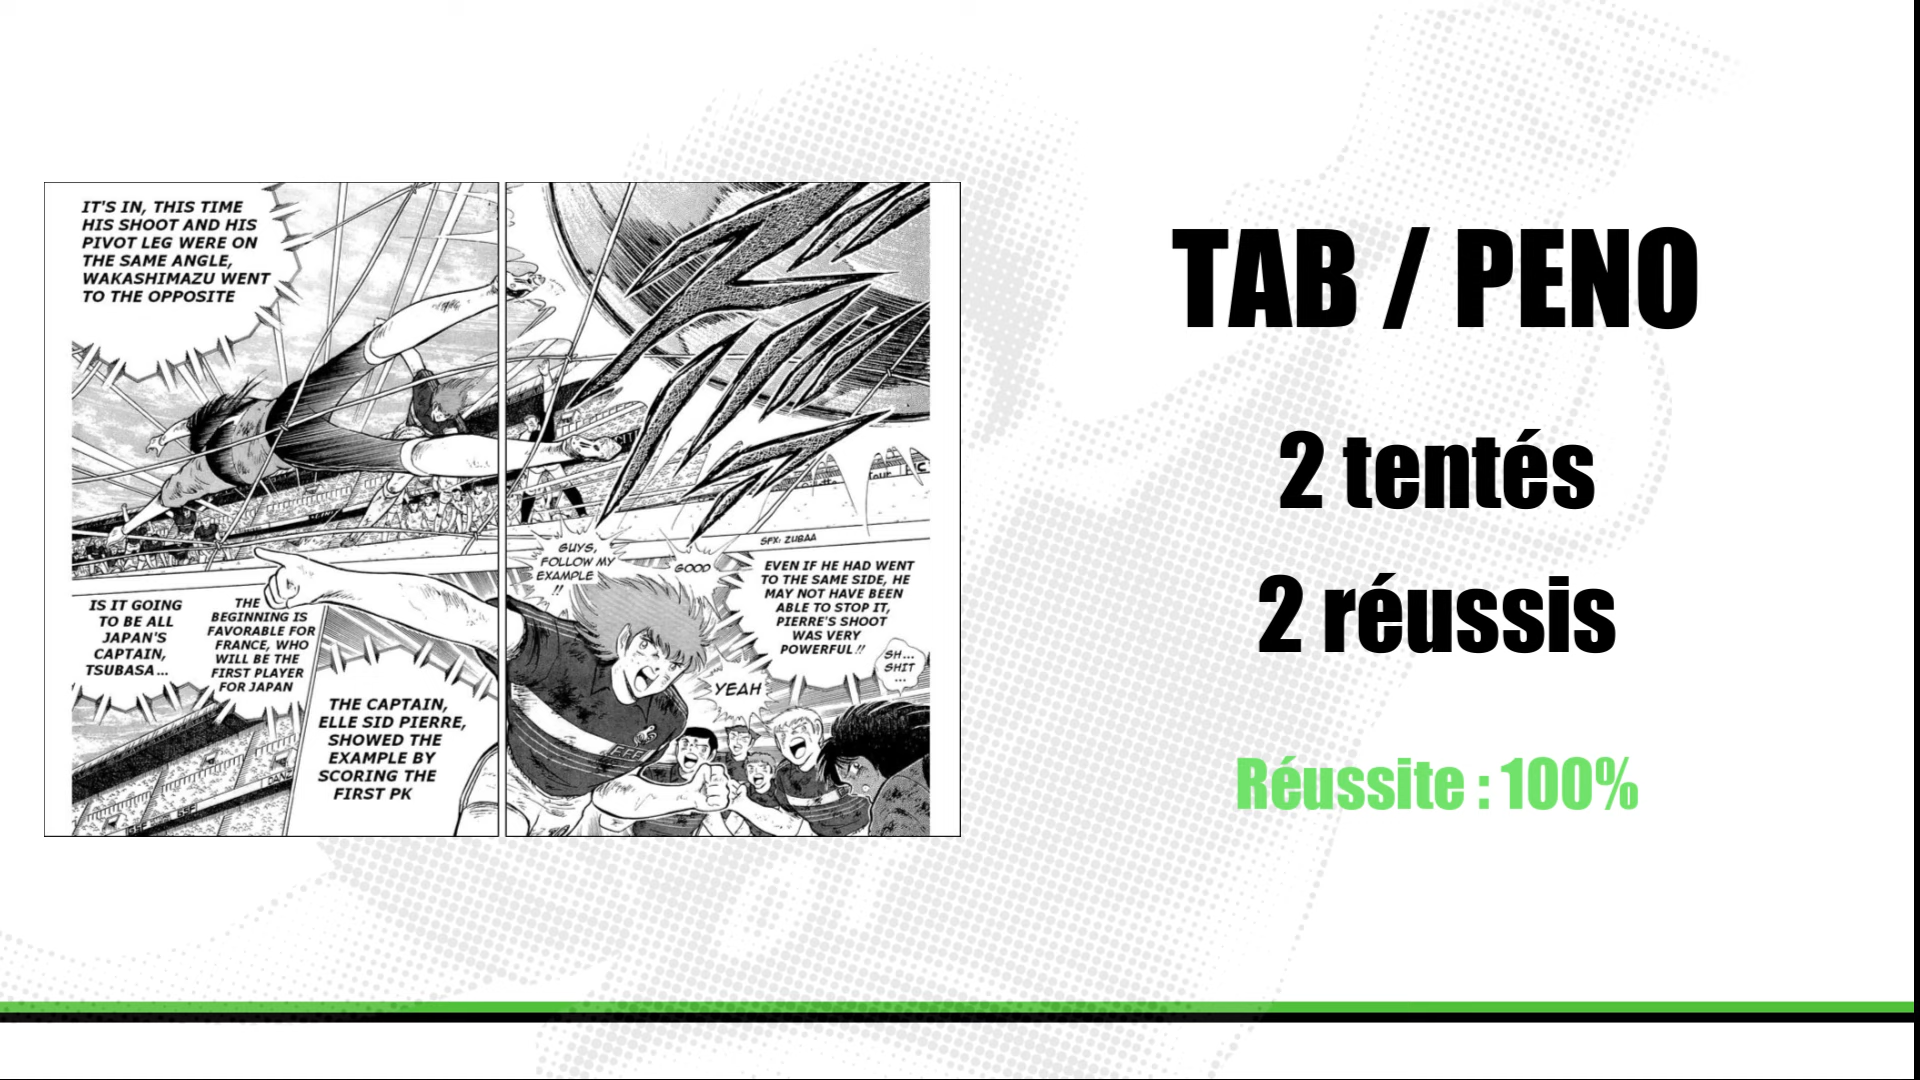 IT'S IN, THIS TIME
HIS SHOOT AND HIS
PIVOT LEG WERE ON
THE SAME ANGLE,
WAKASHIMAZU WENT
TO THE OPPOSITE
SFX: ZUBAA
GUYS,
FOLLOW MY
EXAMPLE
!!
GOOD
EVEN IF HE HAD WENT
TO THE SAME SIDE, HE
MAY NOT HAVE BEEN
ABLE TO STOP IT,
PIERRE'S SHOOT
WAS VERY
POWERFUL!!
SH...
SHIT
...
YEAH
F.F.F
IS IT GOING
TO BE ALL
JAPAN'S
CAPTAIN,
TSUBASA...
THE
BEGINNING IS
FAVORABLE FOR
FRANCE, WHO
WILL BE THE
FIRST PLAYER
FOR JAPAN
THE CAPTAIN,
ELLE SID PIERRE,
SHOWED THE
EXAMPLE BY
SCORING THE
FIRST PK
TAB / PENO
2 tentés
2 réussis
Réussite : 100%